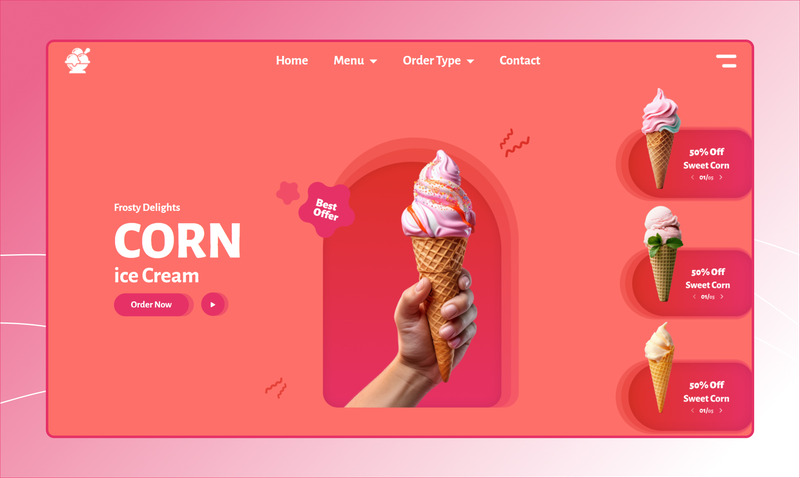 Home Menu Order Type Contact
Frosty Delights
CORN
ice Cream
Order Now
Best
Offer
50% Off
Sweet Corn
01/05
50% Off
Sweet Corn
01/05
50% Off
Sweet Corn
01/05